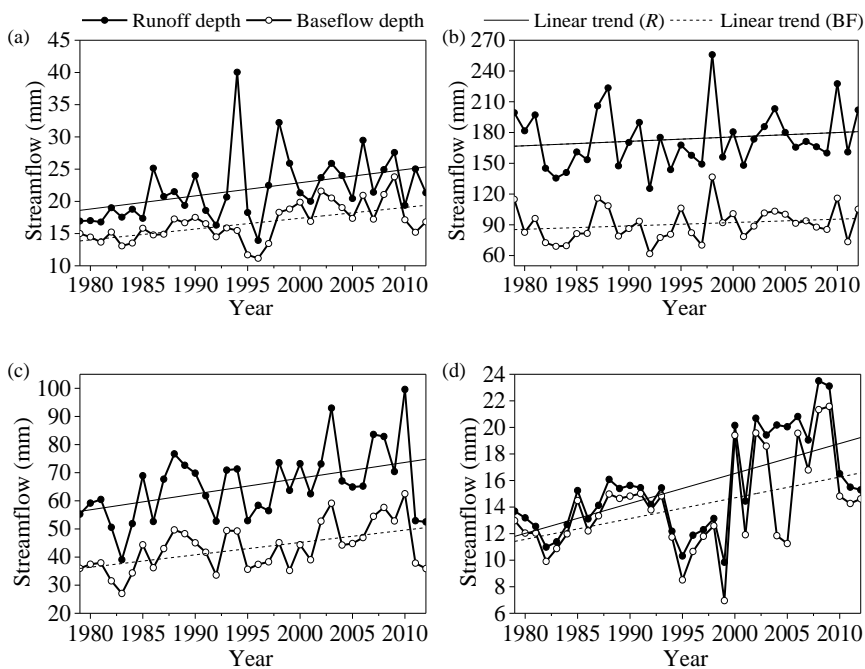 Runoff depth Baseflow depth Linear trend (R) Linear trend (BF)
(a)
45
40
35
30
25
20
15
10
Streamflow (mm)
1980 1985 1990 1995 2000 2005 2010
Year
(b)
270
240
210
180
150
120
90
60
Streamflow (mm)
1980 1985 1990 1995 2000 2005 2010
Year
(c)
100
90
80
70
60
50
40
30
20
Streamflow (mm)
1980 1985 1990 1995 2000 2005 2010
Year
(d)
24
22
20
18
16
14
12
10
8
6
Streamflow (mm)
1980 1985 1990 1995 2000 2005 2010
Year